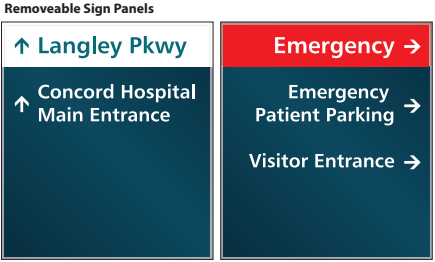 Removeable Sign Panels
↑ Langley Pkwy
↑ Concord Hospital
Main Entrance
Emergency →
Emergency
Patient Parking →
Visitor Entrance →